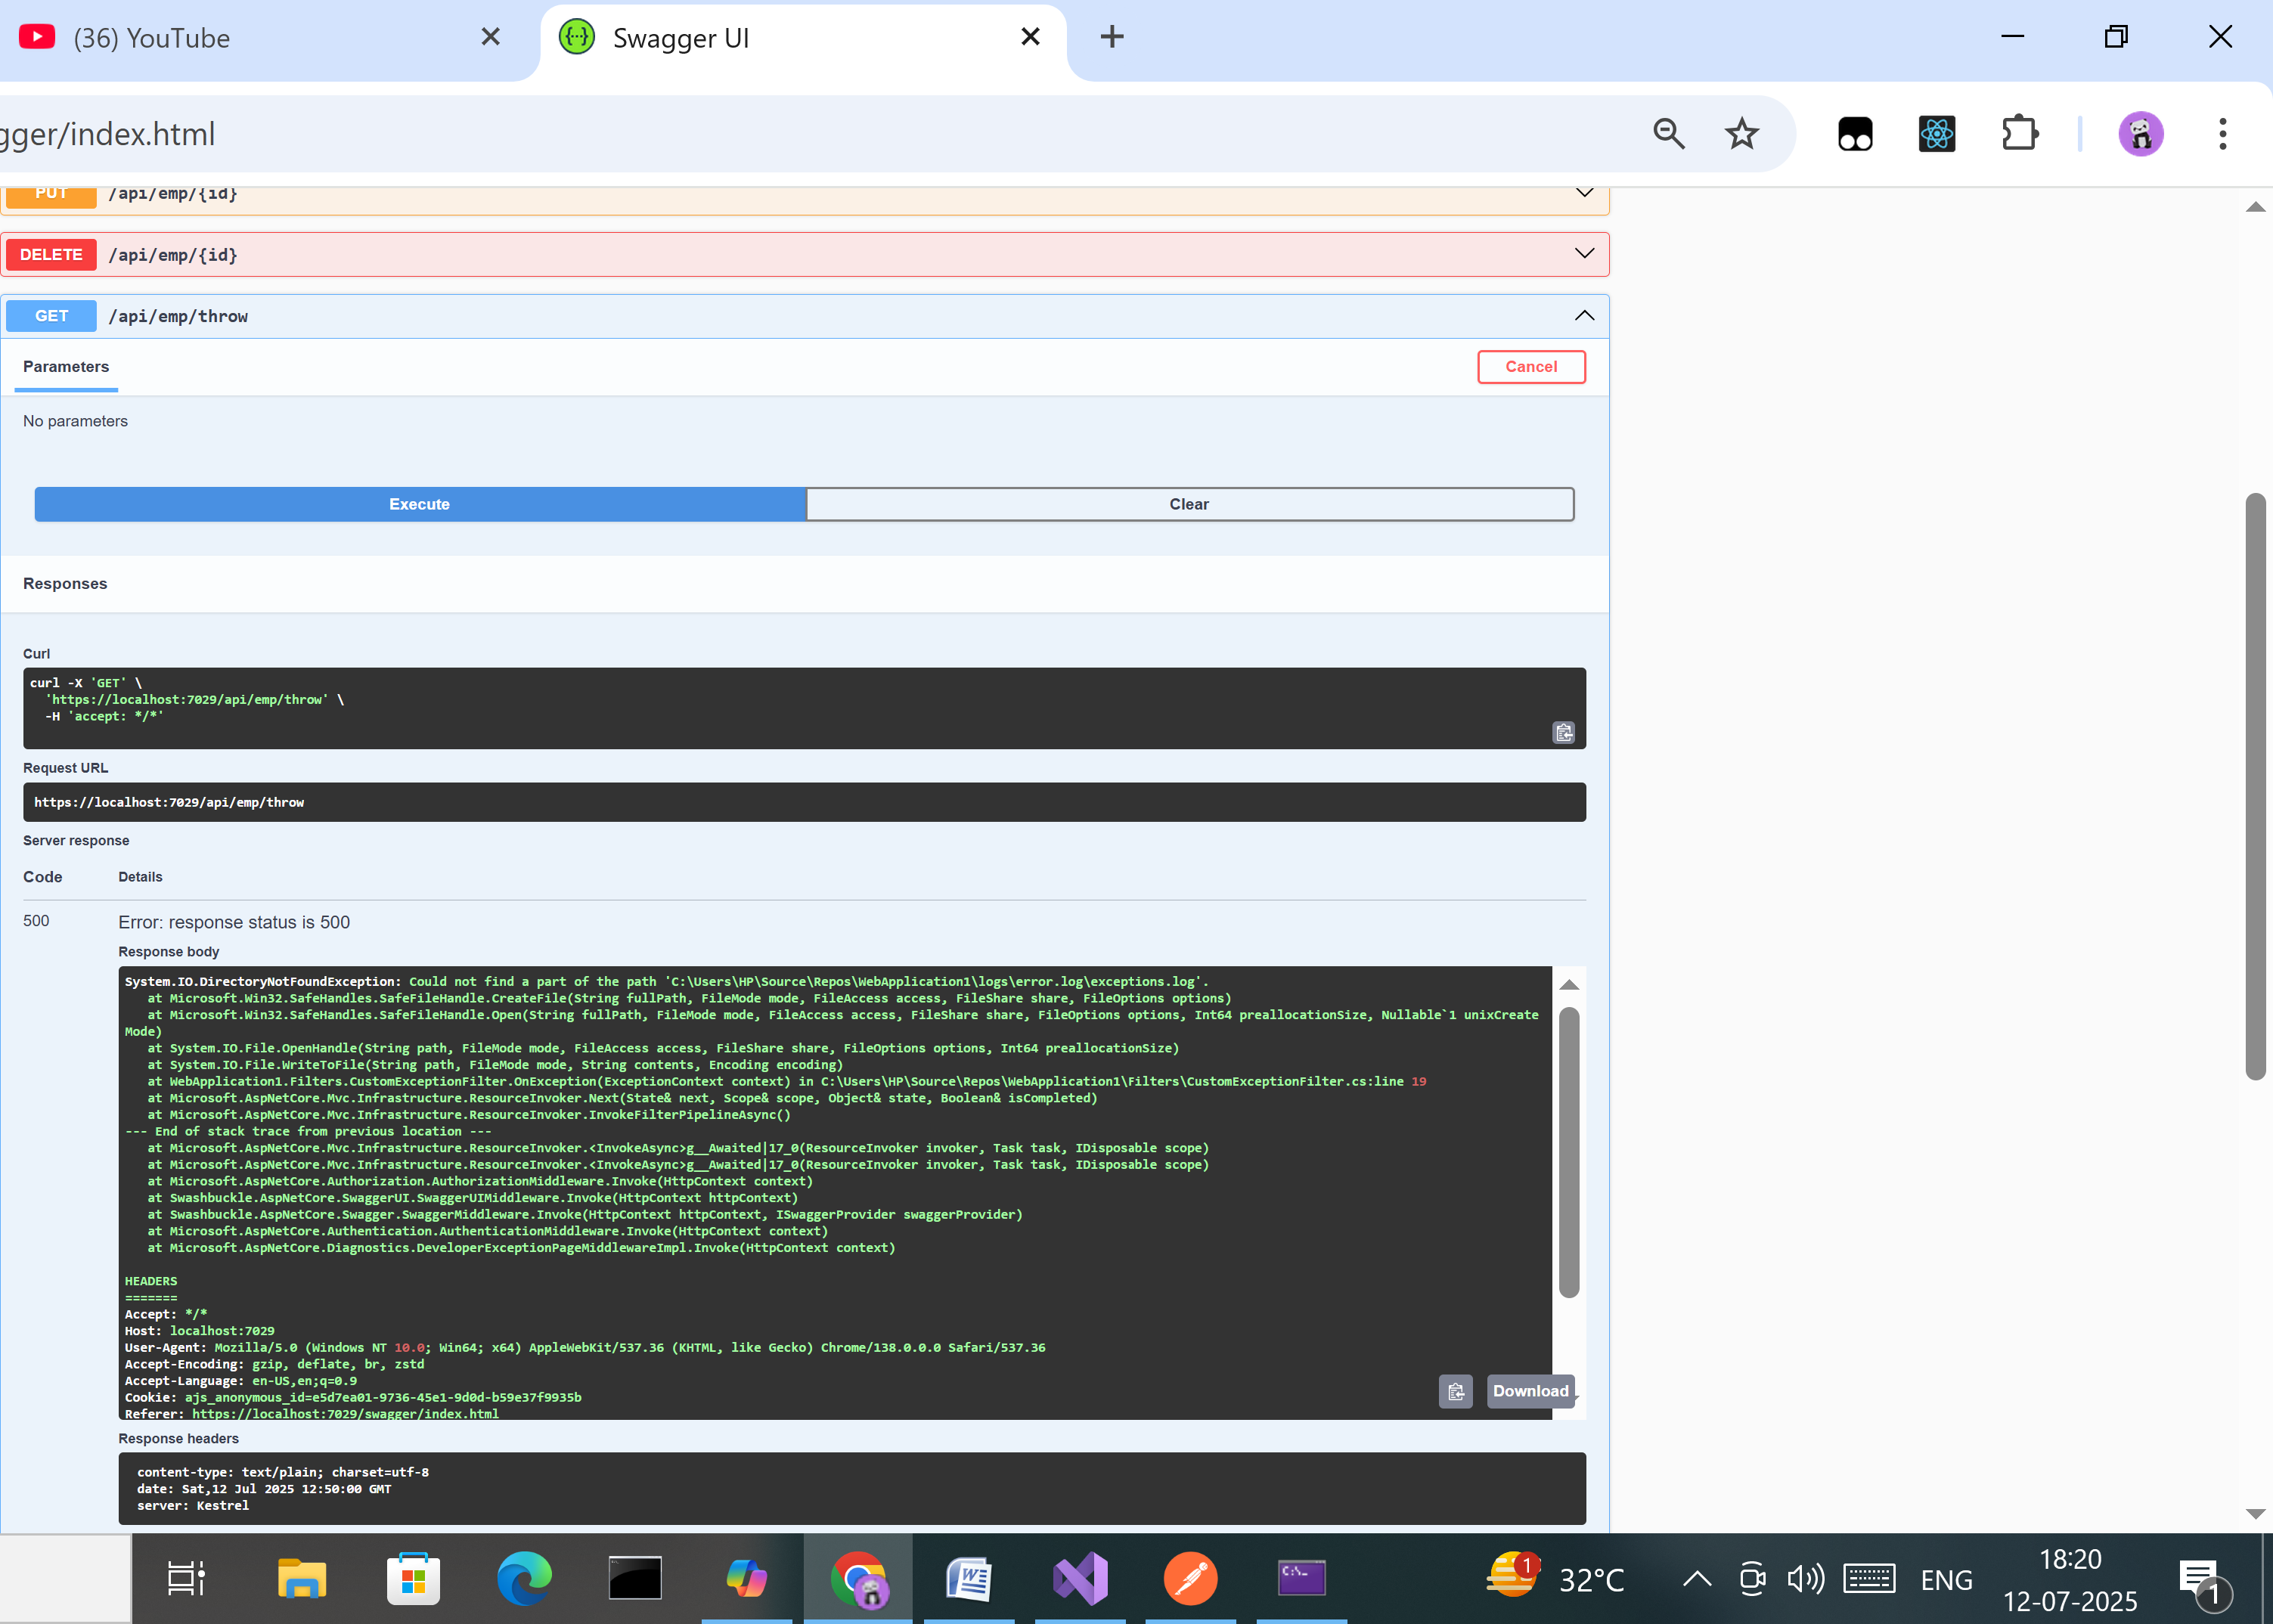 (36) YouTube
Swagger UI
gger/index.html
PUT /api/emp/{id}
DELETE /api/emp/{id}
GET /api/emp/throw
Parameters
Cancel
No parameters
Execute
Clear
Responses
Curl
curl -X 'GET' \
'https://localhost:7029/api/emp/throw' \
-H 'accept: */*'
Request URL
https://localhost:7029/api/emp/throw
Server response
Code Details
500 Error: response status is 500
Response body
System.IO.DirectoryNotFoundException: Could not find a part of the path 'C:\Users\HP\Source\Repos\WebApplication1\logs\error.log\exceptions.log'.
at Microsoft.Win32.SafeHandles.SafeFileHandle.CreateFile(String fullPath, FileMode mode, FileAccess access, FileShare share, FileOptions options)
at Microsoft.Win32.SafeHandles.SafeFileHandle.Open(String fullPath, FileMode mode, FileAccess access, FileShare share, FileOptions options, Int64 preallocationSize, Nullable`1 unixCreate
Mode)
at System.IO.File.OpenHandle(String path, FileMode mode, FileAccess access, FileShare share, FileOptions options, Int64 preallocationSize)
at System.IO.File.WriteToFile(String path, FileMode mode, String contents, Encoding encoding)
at WebApplication1.Filters.CustomExceptionFilter.OnException(ExceptionContext context) in C:\Users\HP\Source\Repos\WebApplication1\Filters\CustomExceptionFilter.cs:line 19
at Microsoft.AspNetCore.Mvc.Infrastructure.ResourceInvoker.Next(State& next, Scope& scope, Object& state, Boolean& isCompleted)
at Microsoft.AspNetCore.Mvc.Infrastructure.ResourceInvoker.InvokeFilterPipelineAsync()
--- End of stack trace from previous location ---
at Microsoft.AspNetCore.Mvc.Infrastructure.ResourceInvoker.<InvokeAsync>g__Awaited|17_0(ResourceInvoker invoker, Task task, IDisposable scope)
at Microsoft.AspNetCore.Mvc.Infrastructure.ResourceInvoker.<InvokeAsync>g__Awaited|17_0(ResourceInvoker invoker, Task task, IDisposable scope)
at Microsoft.AspNetCore.Authorization.AuthorizationMiddleware.Invoke(HttpContext context)
at Swashbuckle.AspNetCore.SwaggerUI.SwaggerUIMiddleware.Invoke(HttpContext httpContext)
at Swashbuckle.AspNetCore.Swagger.SwaggerMiddleware.Invoke(HttpContext httpContext, ISwaggerProvider swaggerProvider)
at Microsoft.AspNetCore.Authentication.AuthenticationMiddleware.Invoke(HttpContext context)
at Microsoft.AspNetCore.Diagnostics.DeveloperExceptionPageMiddlewareImpl.Invoke(HttpContext context)
HEADERS
=======
Accept: */*
Host: localhost:7029
User-Agent: Mozilla/5.0 (Windows NT 10.0; Win64; x64) AppleWebKit/537.36 (KHTML, like Gecko) Chrome/138.0.0.0 Safari/537.36
Accept-Encoding: gzip, deflate, br, zstd
Accept-Language: en-US,en;q=0.9
Cookie: ajs_anonymous_id=e5d7ea01-9736-45e1-9d0d-b59e37f9935b
Referer: https://localhost:7029/swagger/index.html
Download
Response headers
content-type: text/plain; charset=utf-8
date: Sat,12 Jul 2025 12:50:00 GMT
server: Kestrel
1
32°C
ENG
18:20
12-07-2025
1